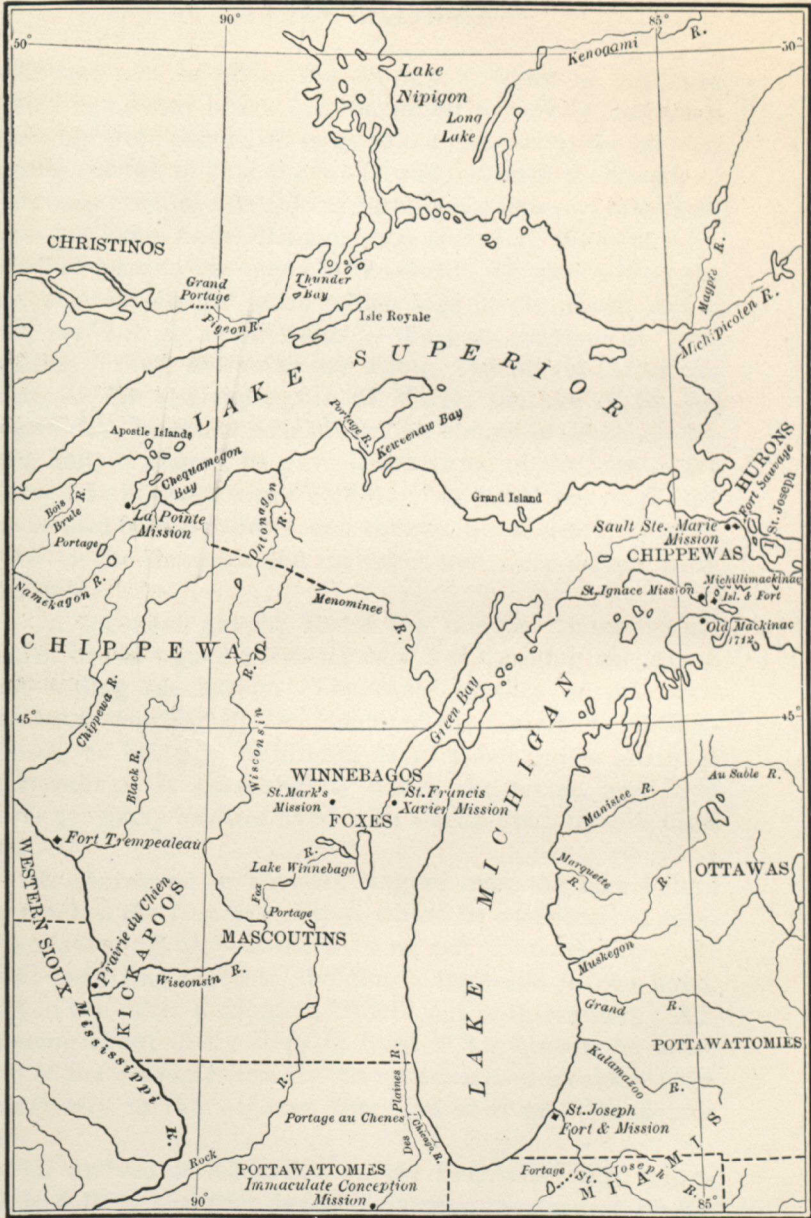 90°
85°
50°
50°
Kenogami R.
Lake
Nipigon
Long
Lake
CHRISTINOS
Grand
Portage
Pigeon R.
Thunder
Bay
Isle Royale
Magpie R.
Michipicoten R.
LAKE SUPERIOR
Portage R.
Keweenaw Bay
Apostle Islands
Chequamegon
Bay
Bois
Brule R.
La Pointe
Mission
Portage
Namekagon R.
Ontonagon R.
Grand Island
HURONS
Fort Sauvage
St. Joseph I.
Sault Ste. Marie
Mission
CHIPPEWAS
Michillimackinac
Isl. & Fort
St. Ignace Mission
Old Mackinac
1712
Menominee R.
CHIPPEWAS
Chippewa R.
Black R.
Wisconsin R.
Green Bay
45°
45°
LAKE MICHIGAN
WINNEBAGOS
St. Mark's
Mission
St. Francis
Xavier Mission
FOXES
Manistee R.
Au Sable R.
Fort Trempealeau
Lake Winnebago
Fox R.
Marquette R.
OTTAWAS
Portage
MASCOUTINS
WESTERN SIOUX
Prairie du Chien
KICKAPOOS
Wisconsin R.
Muskegon R.
Grand R.
Mississippi R.
POTTAWATTOMIES
Kalamazoo R.
Portage au Chenes
Des Plaines R.
Chicago R.
St. Joseph
Fort & Mission
Rock R.
POTTAWATTOMIES
Immaculate Conception
Mission
Portage
St. Joseph R.
MIAMIS
90°
85°